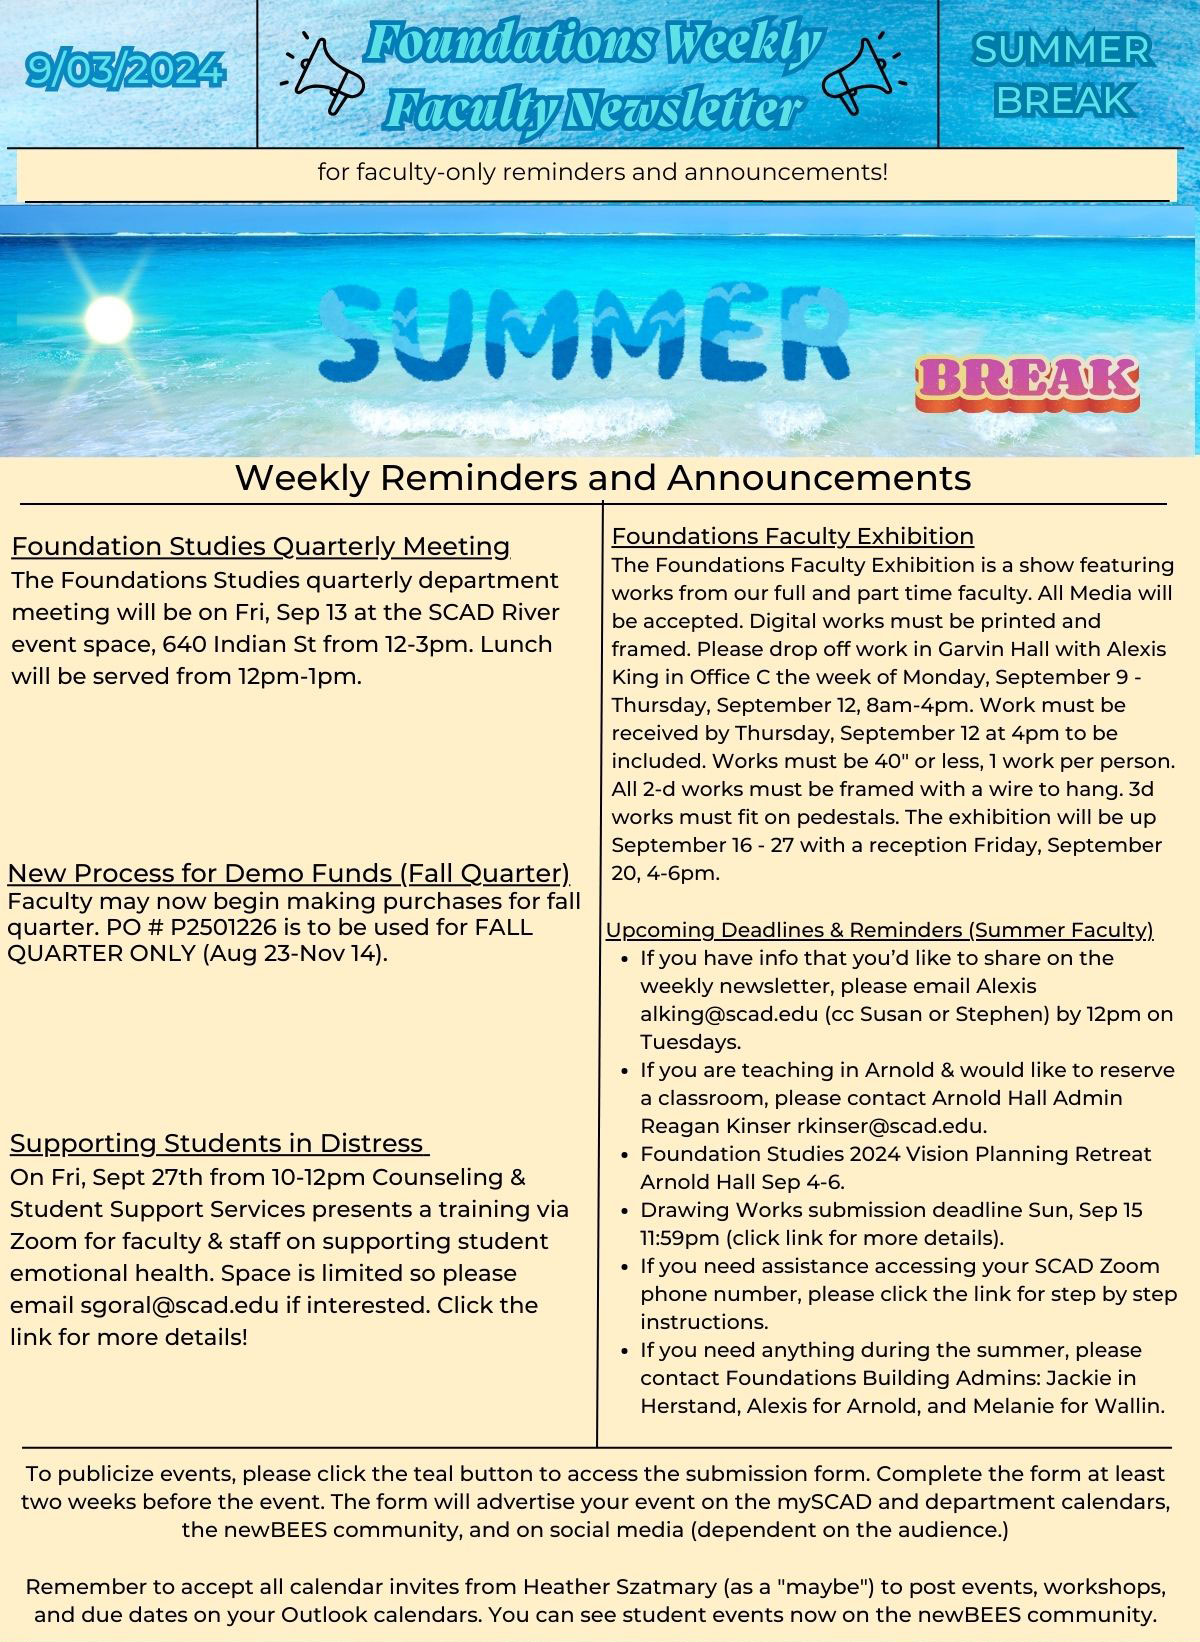 9/03/2024
Foundations Weekly
Faculty Newsletter
SUMMER
BREAK
for faculty-only reminders and announcements!
SUMMER
BREAK
Weekly Reminders and Announcements
Foundation Studies Quarterly Meeting
The Foundations Studies quarterly department
meeting will be on Fri, Sep 13 at the SCAD River
event space, 640 Indian St from 12-3pm. Lunch
will be served from 12pm-1pm.
New Process for Demo Funds (Fall Quarter)
Faculty may now begin making purchases for fall
quarter. PO # P2501226 is to be used for FALL
QUARTER ONLY (Aug 23-Nov 14).
Supporting Students in Distress
On Fri, Sept 27th from 10-12pm Counseling &
Student Support Services presents a training via
Zoom for faculty & staff on supporting student
emotional health. Space is limited so please
email sgoral@scad.edu if interested. Click the
link for more details!
Foundations Faculty Exhibition
The Foundations Faculty Exhibition is a show featuring
works from our full and part time faculty. All Media will
be accepted. Digital works must be printed and
framed. Please drop off work in Garvin Hall with Alexis
King in Office C the week of Monday, September 9 -
Thursday, September 12, 8am-4pm. Work must be
received by Thursday, September 12 at 4pm to be
included. Works must be 40" or less, 1 work per person.
All 2-d works must be framed with a wire to hang. 3d
works must fit on pedestals. The exhibition will be up
September 16 - 27 with a reception Friday, September
20, 4-6pm.
Upcoming Deadlines & Reminders (Summer Faculty)
• If you have info that you’d like to share on the
weekly newsletter, please email Alexis
alking@scad.edu (cc Susan or Stephen) by 12pm on
Tuesdays.
• If you are teaching in Arnold & would like to reserve
a classroom, please contact Arnold Hall Admin
Reagan Kinser rkinser@scad.edu.
• Foundation Studies 2024 Vision Planning Retreat
Arnold Hall Sep 4-6.
• Drawing Works submission deadline Sun, Sep 15
11:59pm (click link for more details).
• If you need assistance accessing your SCAD Zoom
phone number, please click the link for step by step
instructions.
• If you need anything during the summer, please
contact Foundations Building Admins: Jackie in
Herstand, Alexis for Arnold, and Melanie for Wallin.
To publicize events, please click the teal button to access the submission form. Complete the form at least
two weeks before the event. The form will advertise your event on the mySCAD and department calendars,
the newBEES community, and on social media (dependent on the audience.)
Remember to accept all calendar invites from Heather Szatmary (as a "maybe") to post events, workshops,
and due dates on your Outlook calendars. You can see student events now on the newBEES community.